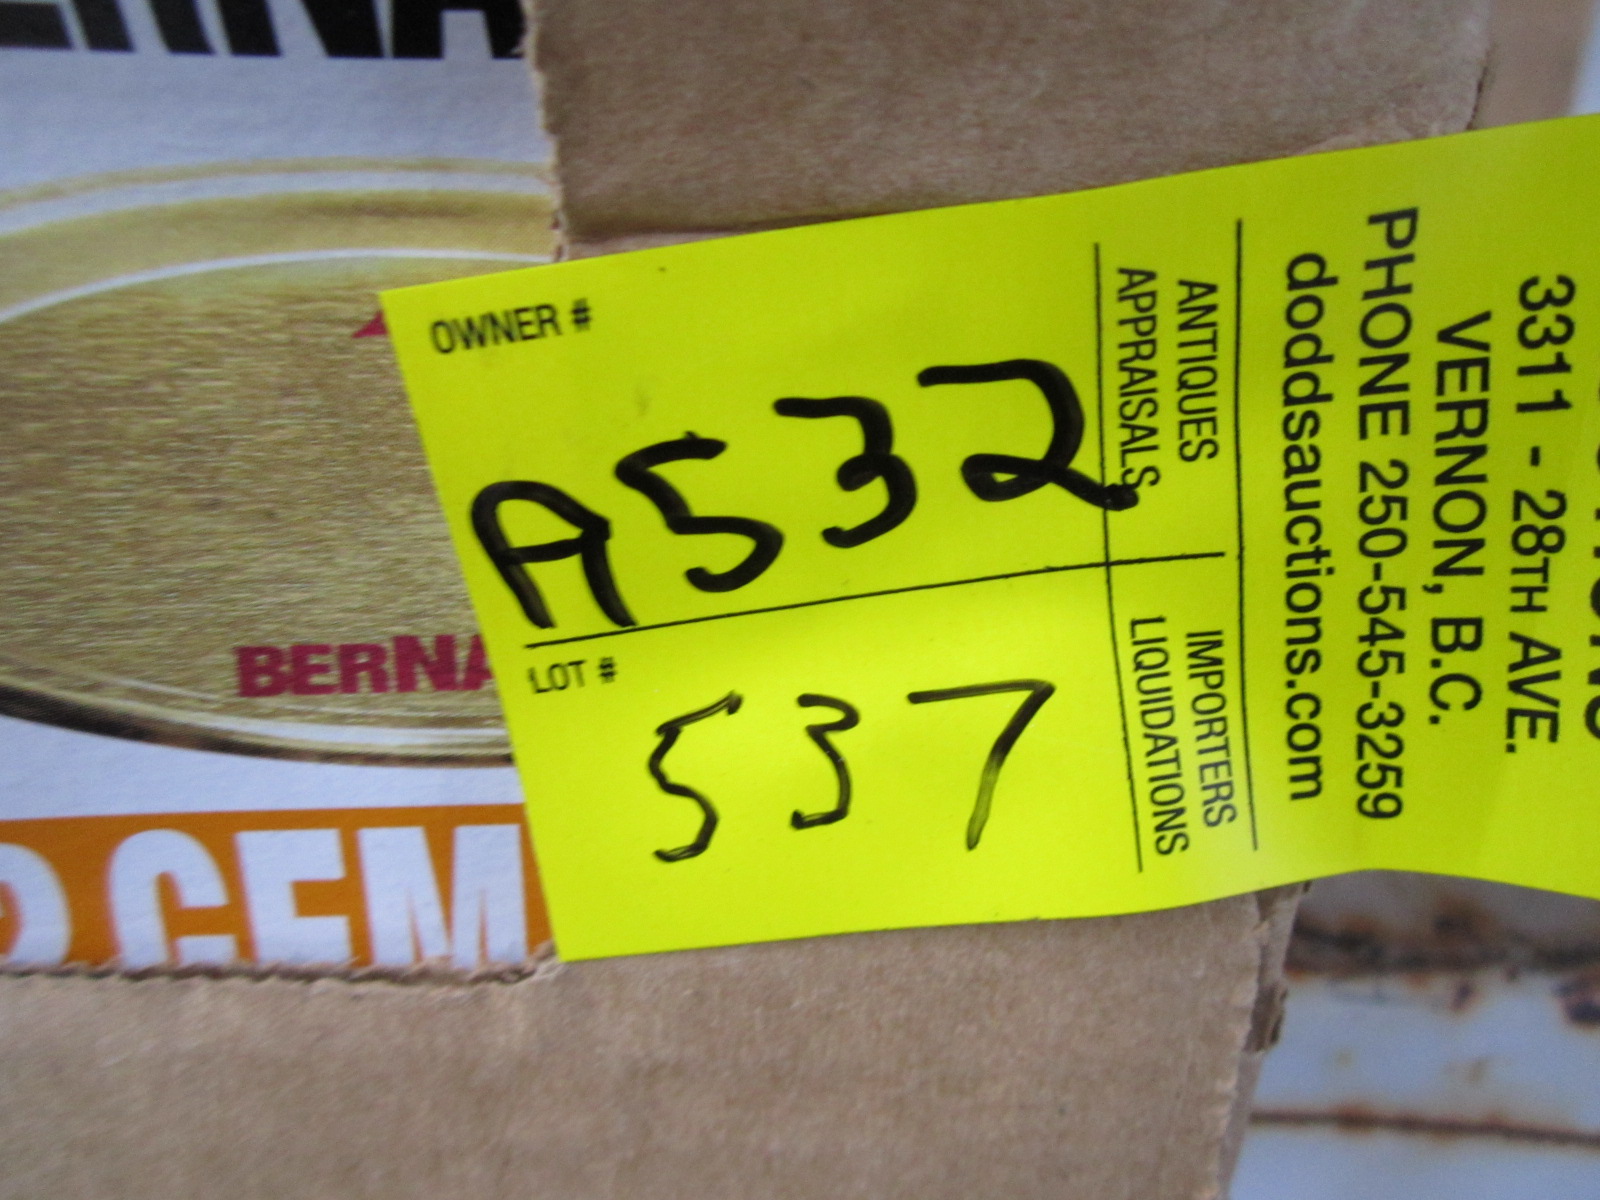 OWNER #
A532
LOT #
537
ANTIQUES
APPRAISALS
IMPORTERS
LIQUIDATIONS
3311 - 28TH AVE.
VERNON, B.C.
PHONE 250-545-3259
doddsauctions.com
BERNA
CEM